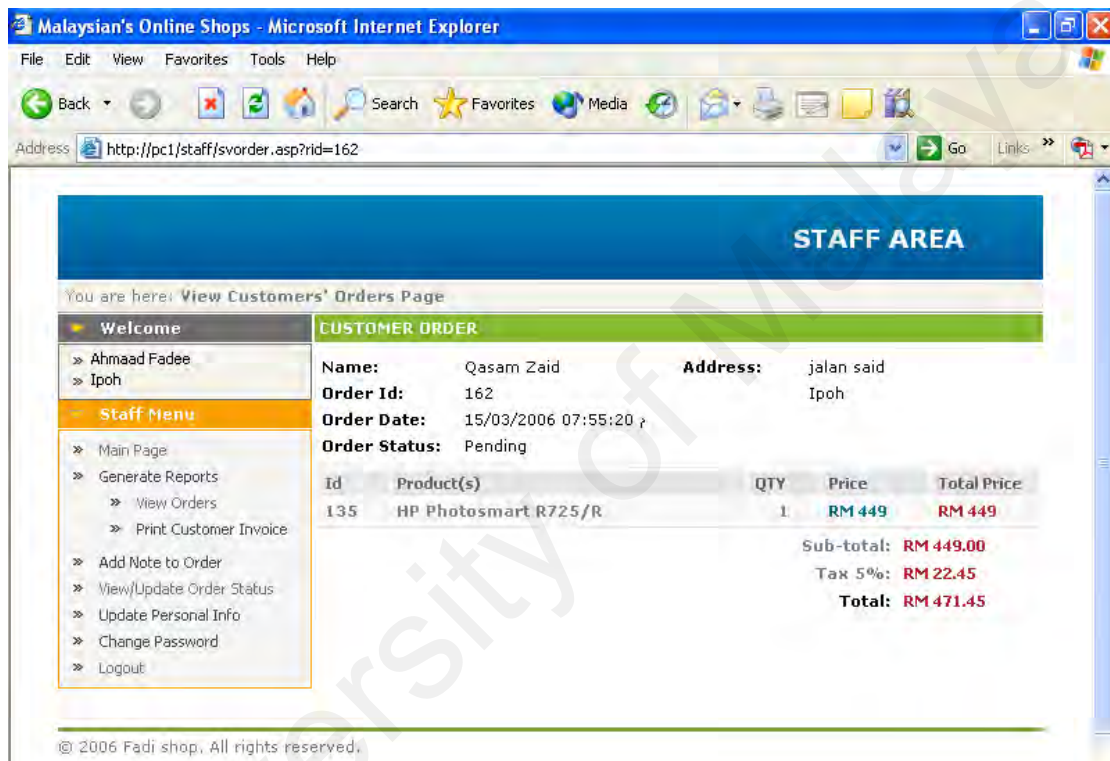 Malaysian's Online Shops - Microsoft Internet Explorer
File Edit View Favorites Tools Help
Back Search Favorites Media
Address http://pc1/staff/svorder.asp?rid=162 Go Links »
STAFF AREA
You are here: View Customers' Orders Page
Welcome
» Ahmaad Fadee
» Ipoh
Staff Menu
» Main Page
» Generate Reports
» View Orders
» Print Customer Invoice
» Add Note to Order
» View/Update Order Status
» Update Personal Info
» Change Password
» Logout
CUSTOMER ORDER
Name: Qasam Zaid Address: jalan said
Order Id: 162 Ipoh
Order Date: 15/03/2006 07:55:20
Order Status: Pending
Id Product(s) QTY Price Total Price
135 HP Photosmart R725/R 1 RM 449 RM 449
Sub-total: RM 449.00
Tax 5%: RM 22.45
Total: RM 471.45
© 2006 Fadi shop, All rights reserved.
ersity of Malaya